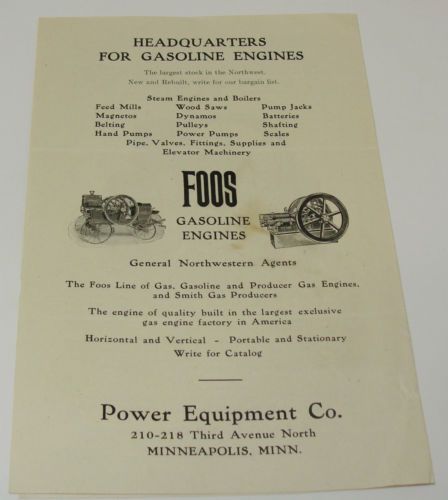 HEADQUARTERS
FOR GASOLINE ENGINES
The largest stock in the Northwest.
New and Rebuilt, write for our bargain list.
Steam Engines and Boilers
Feed Mills Wood Saws Pump Jacks
Magnetos Dynamos Batteries
Belting Pulleys Shafting
Hand Pumps Power Pumps Scales
Pipe, Valves, Fittings, Supplies and
Elevator Machinery
FOOS
GASOLINE
ENGINES
General Northwestern Agents
The Foos Line of Gas, Gasoline and Producer Gas Engines,
and Smith Gas Producers
The engine of quality built in the largest exclusive
gas engine factory in America
Horizontal and Vertical - Portable and Stationary
Write for Catalog
Power Equipment Co.
210-218 Third Avenue North
MINNEAPOLIS, MINN.